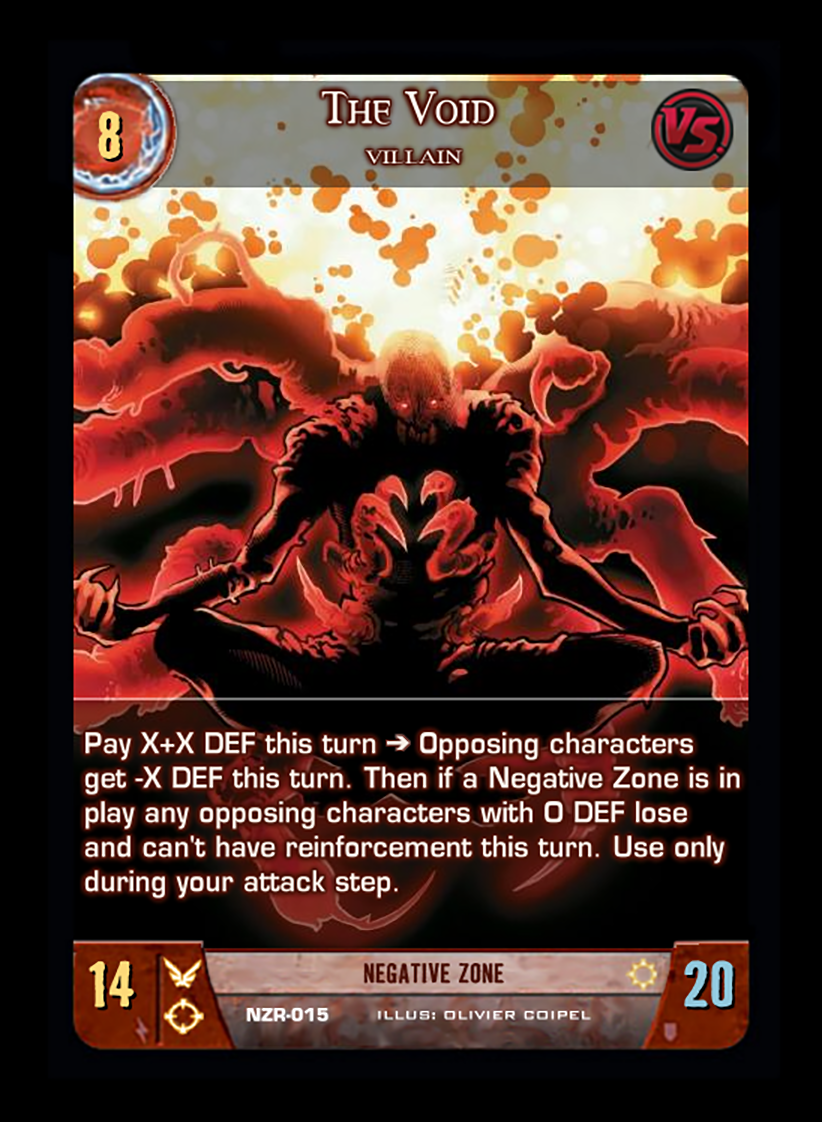 8
The Void
VS.
VILLAIN
Pay X+X DEF this turn ➔ Opposing characters
get -X DEF this turn. Then if a Negative Zone is in
play any opposing characters with 0 DEF lose
and can't have reinforcement this turn. Use only
during your attack step.
14
NEGATIVE ZONE
20
NZR-015 ILLUS: OLIVIER COIPEL